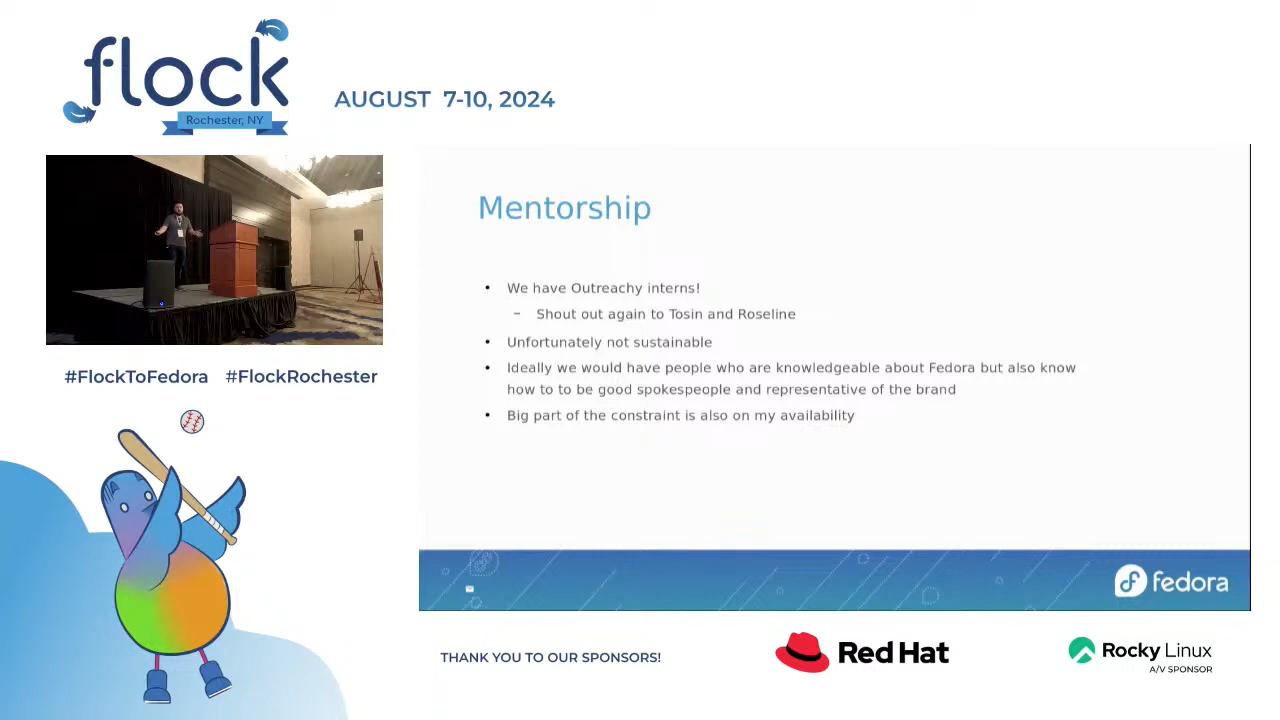 flock
Rochester, NY
AUGUST 7-10, 2024
#FlockToFedora #FlockRochester
Mentorship
We have Outreachy interns!
Shout out again to Tosin and Roseline
Unfortunately not sustainable
Ideally we would have people who are knowledgeable about Fedora but also know
how to to be good spokespeople and representative of the brand
Big part of the constraint is also on my availability
fedora
THANK YOU TO OUR SPONSORS!
Red Hat
Rocky Linux
A/V SPONSOR